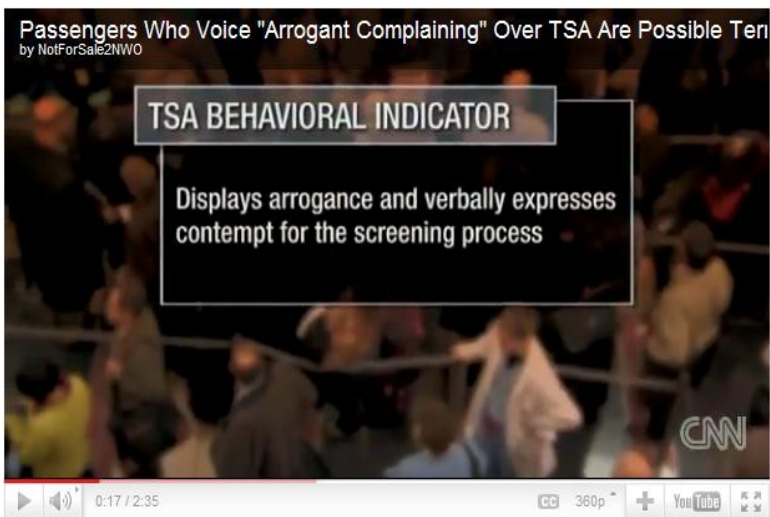 Passengers Who Voice "Arrogant Complaining" Over TSA Are Possible Terr
by NotForSale2NWO
TSA BEHAVIORAL INDICATOR
Displays arrogance and verbally expresses
contempt for the screening process
CNN
0:17 / 2:35
CC
360p
YouTube